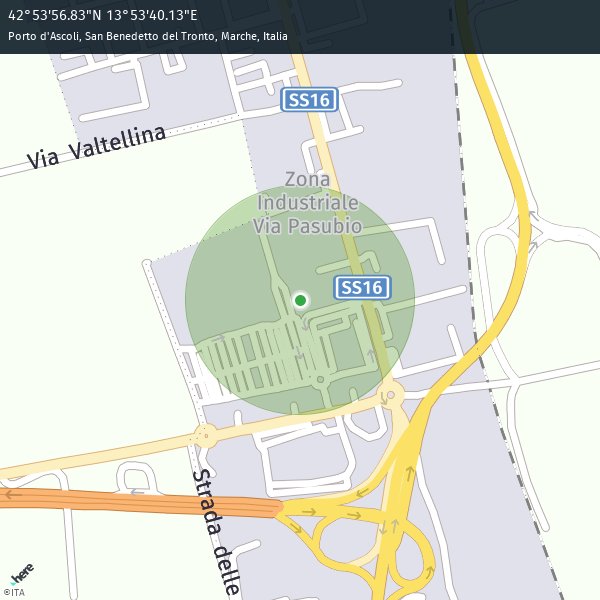 42°53'56.83"N 13°53'40.13"E
Porto d'Ascoli, San Benedetto del Tronto, Marche, Italia
SS16
Via Valtellina
Zona
Industriale
Via Pasubio
SS16
Strada delle
here
©ITA